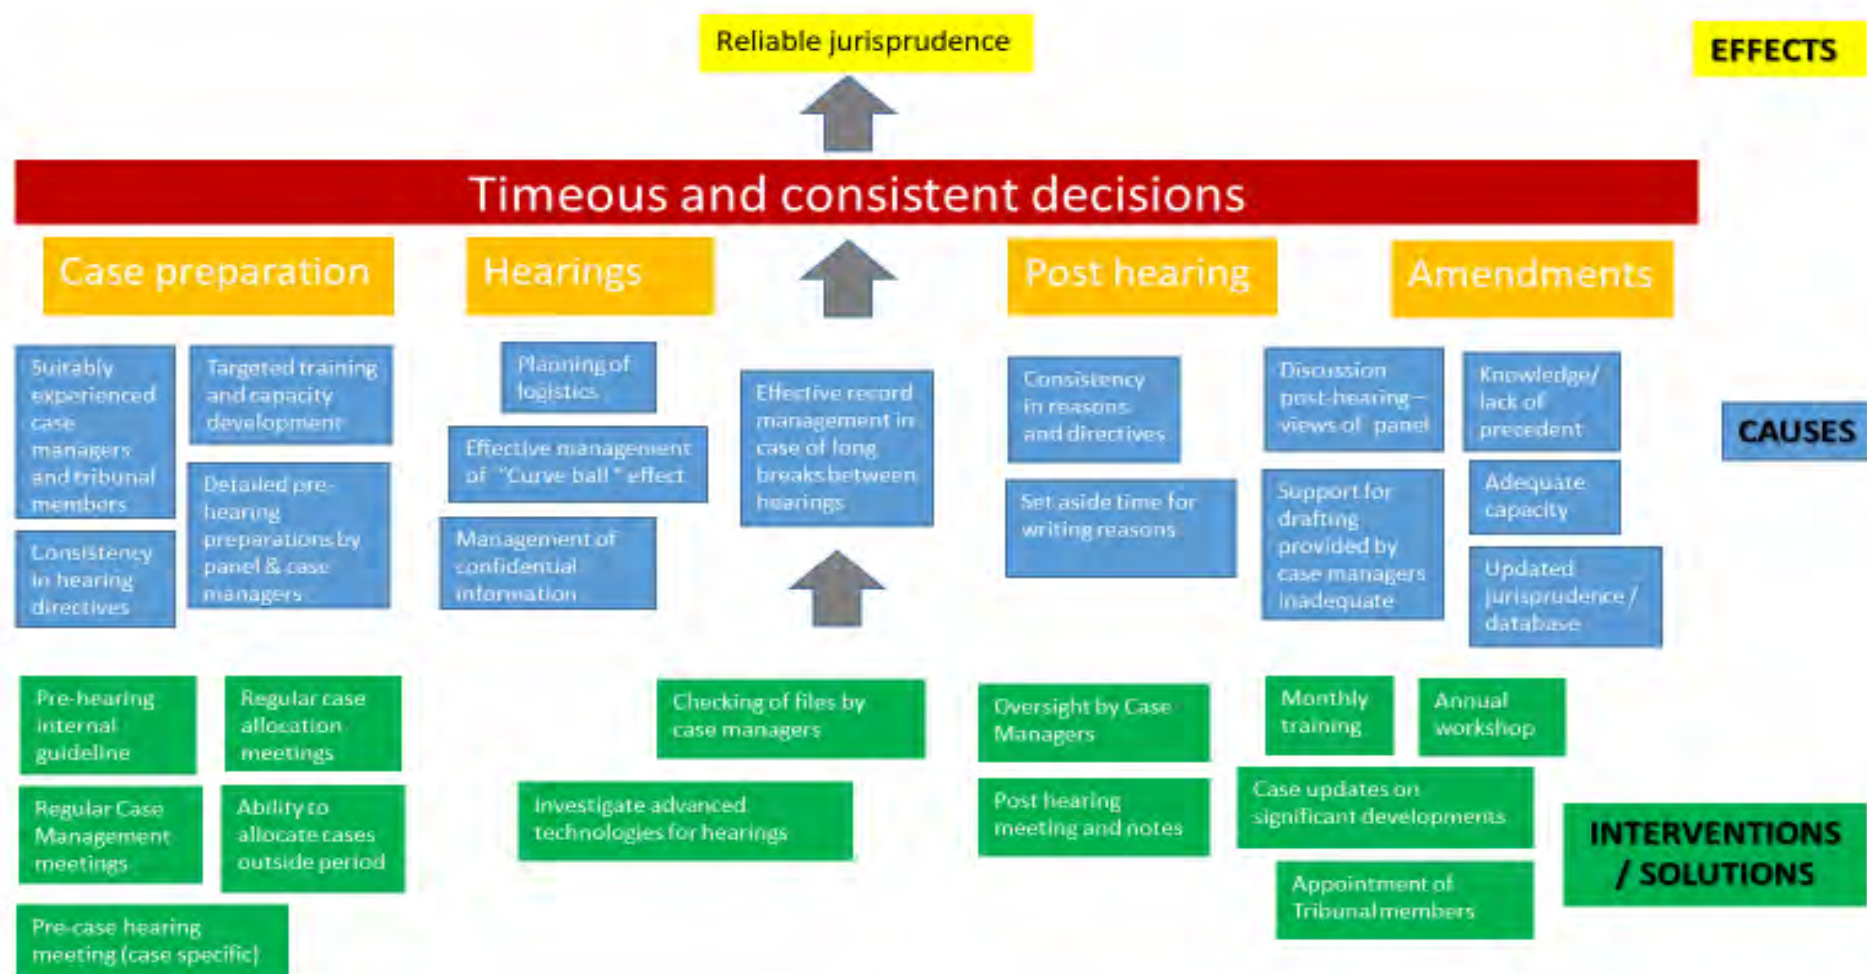 Reliable jurisprudence
EFFECTS
Timeous and consistent decisions
Case preparation
Hearings
Post hearing
Amendments
Suitably
experienced
case
managers
and tribunal
members
Targeted training
and capacity
development
Consistency
in hearing
directives
Detailed pre-
hearing
preparations by
panel & case
managers
Planning of
logistics
Effective management
of "Curve ball" effect
Management of
confidential
information
Effective record
management in
case of long
breaks between
hearings
Consistency
in reasons
and directives
Set aside time for
writing reasons
Discussion
post-hearing –
views of panel
Support for
drafting
provided by
case managers
inadequate
Knowledge/
lack of
precedent
Adequate
capacity
Updated
jurisprudence /
database
CAUSES
Pre-hearing
internal
guideline
Regular case
allocation
meetings
Regular Case
Management
meetings
Ability to
allocate cases
outside period
Pre-case hearing
meeting (case specific)
Checking of files by
case managers
Investigate advanced
technologies for hearings
Oversight by Case
Managers
Post hearing
meeting and notes
Monthly
training
Annual
workshop
Case updates on
significant developments
Appointment of
Tribunal members
INTERVENTIONS
/ SOLUTIONS